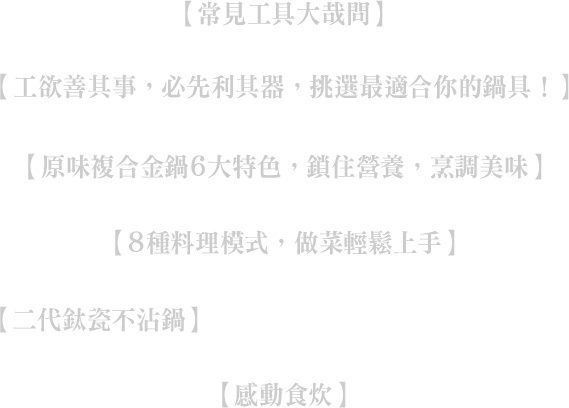 【常見工具大哉問】
【工欲善其事，必先利其器，挑選最適合你的鍋具！】
【原味複合金鍋6大特色，鎖住營養，烹調美味】
【8種料理模式，做菜輕鬆上手】
【二代鈦瓷不沾鍋】
【感動食炊】